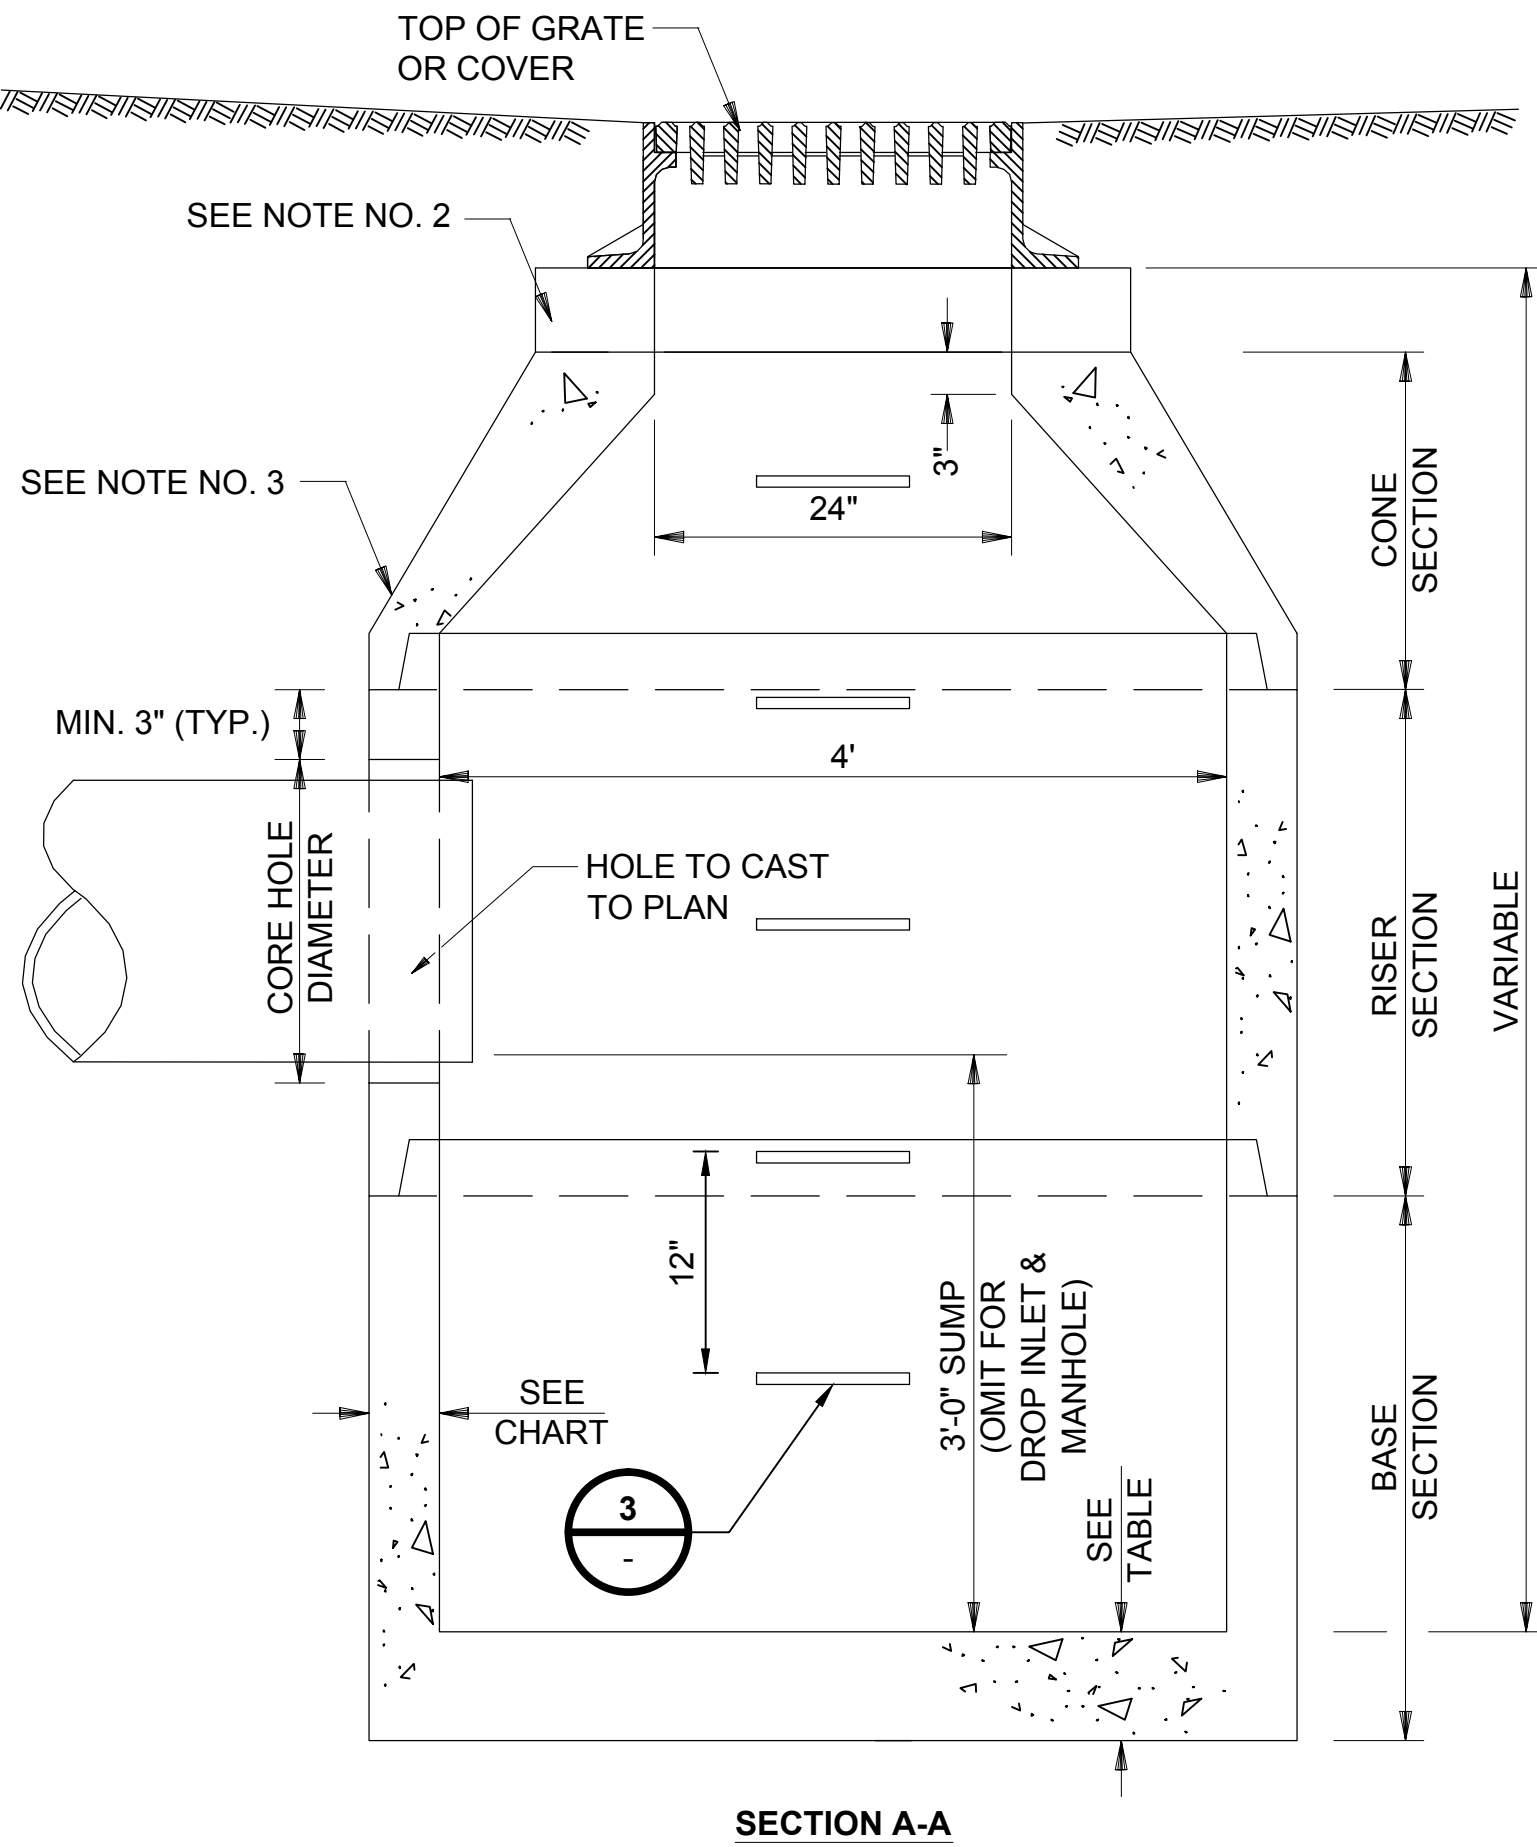 TOP OF GRATE
OR COVER
SEE NOTE NO. 2
3"
SEE NOTE NO. 3
24"
CONE
SECTION
MIN. 3" (TYP.)
4'
CORE HOLE
DIAMETER
HOLE TO CAST
TO PLAN
RISER
SECTION
VARIABLE
12"
3'-0" SUMP
(OMIT FOR
DROP INLET &
MANHOLE)
SEE
CHART
BASE
SECTION
3
-
SEE
TABLE
SECTION A-A